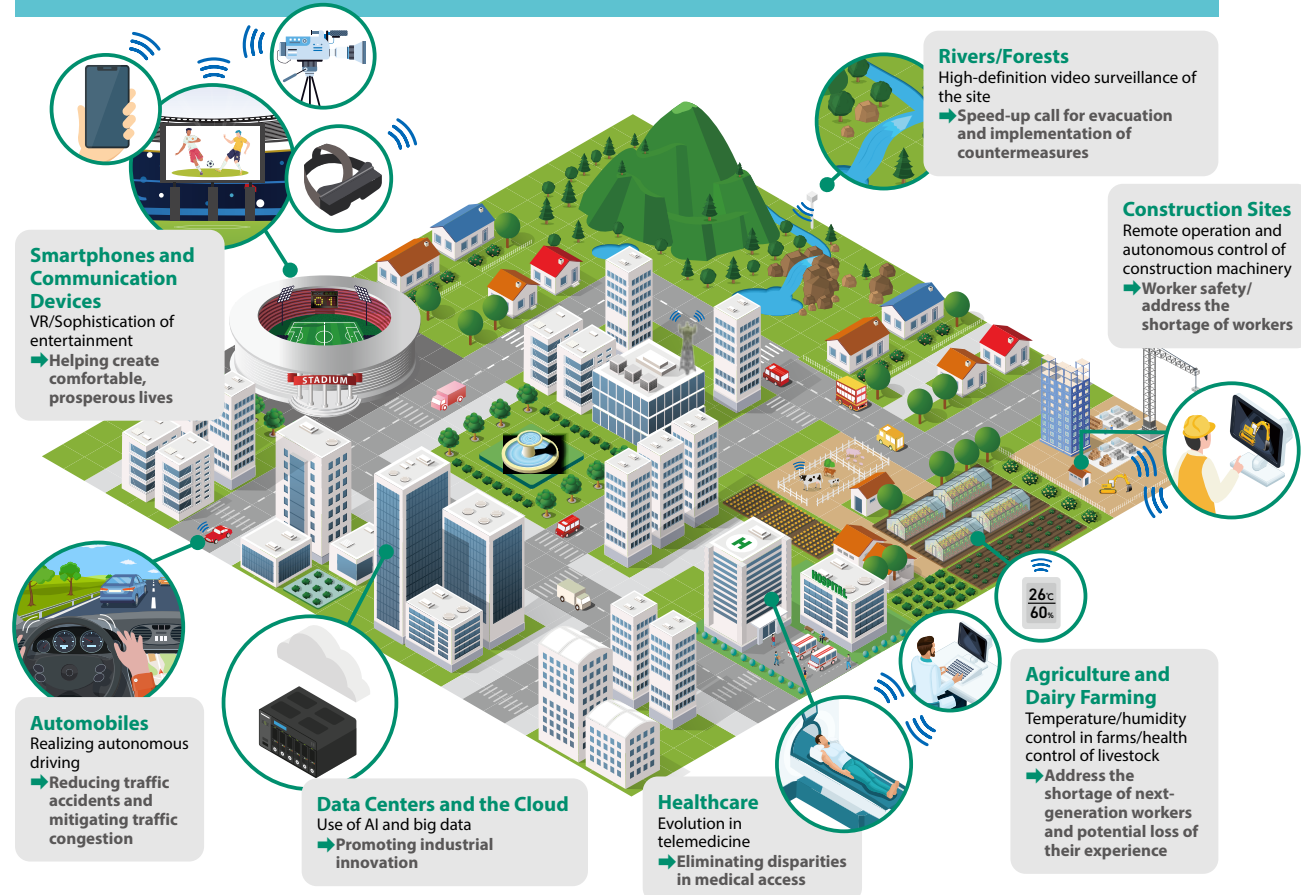 Rivers/Forests
High-definition video surveillance of
the site
➡Speed-up call for evacuation
and implementation of
countermeasures
Construction Sites
Remote operation and
autonomous control of
construction machinery
➡Worker safety/
address the
shortage of workers
Smartphones and
Communication
Devices
VR/Sophistication of
entertainment
➡Helping create
comfortable,
prosperous lives
01
STADIUM
H
HOSPITAL
26℃
60%
Automobiles
Realizing autonomous
driving
➡Reducing traffic
accidents and
mitigating traffic
congestion
Data Centers and the Cloud
Use of AI and big data
➡Promoting industrial
innovation
Healthcare
Evolution in
telemedicine
➡Eliminating disparities
in medical access
Agriculture and
Dairy Farming
Temperature/humidity
control in farms/health
control of livestock
➡Address the
shortage of next-
generation workers
and potential loss of
their experience